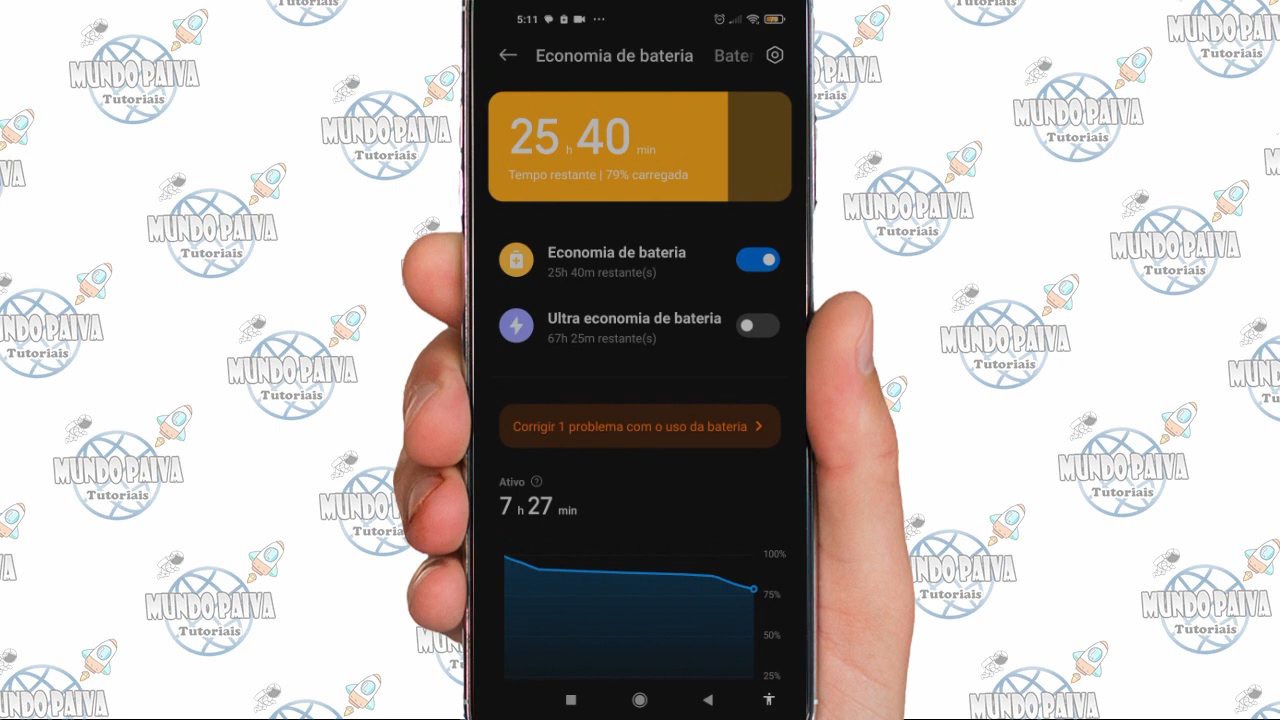 5:11
Economia de bateria
Bater
25 h 40 min
Tempo restante | 79% carregada
Economia de bateria
25h 40m restante(s)
Ultra economia de bateria
67h 25m restante(s)
Corrigir 1 problema com o uso da bateria
Ativo
7 h 27 min
100%
75%
50%
25%
MUNDO PAIVA
Tutoriais